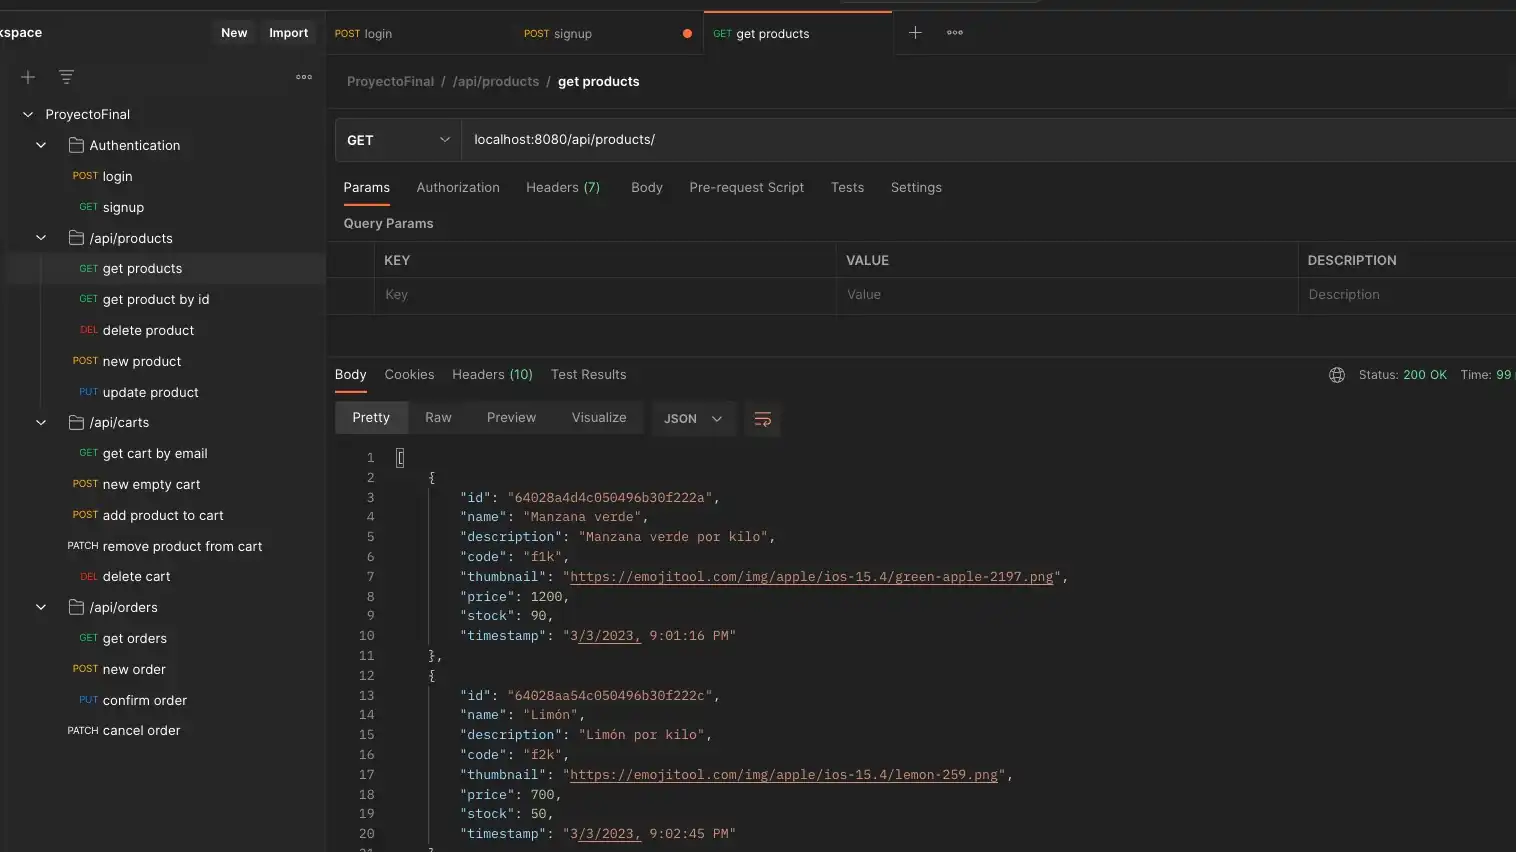 kspace
New Import
POST login
POST signup
GET get products
ProyectoFinal
Authentication
POST login
GET signup
/api/products
GET get products
GET get product by id
DEL delete product
POST new product
PUT update product
/api/carts
GET get cart by email
POST new empty cart
POST add product to cart
PATCH remove product from cart
DEL delete cart
/api/orders
GET get orders
POST new order
PUT confirm order
PATCH cancel order
ProyectoFinal / /api/products / get products
GET localhost:8080/api/products/
Params Authorization Headers (7) Body Pre-request Script Tests Settings
Query Params
KEY VALUE DESCRIPTION
Key Value Description
Body Cookies Headers (10) Test Results Status: 200 OK Time: 99
Pretty Raw Preview Visualize JSON
1 [
2 {
3 "id": "64028a4d4c050496b30f222a",
4 "name": "Manzana verde",
5 "description": "Manzana verde por kilo",
6 "code": "f1k",
7 "thumbnail": "https://emojitool.com/img/apple/ios-15.4/green-apple-2197.png",
8 "price": 1200,
9 "stock": 90,
10 "timestamp": "3/3/2023, 9:01:16 PM"
11 },
12 {
13 "id": "64028aa54c050496b30f222c",
14 "name": "Limón",
15 "description": "Limón por kilo",
16 "code": "f2k",
17 "thumbnail": "https://emojitool.com/img/apple/ios-15.4/lemon-259.png",
18 "price": 700,
19 "stock": 50,
20 "timestamp": "3/3/2023, 9:02:45 PM"